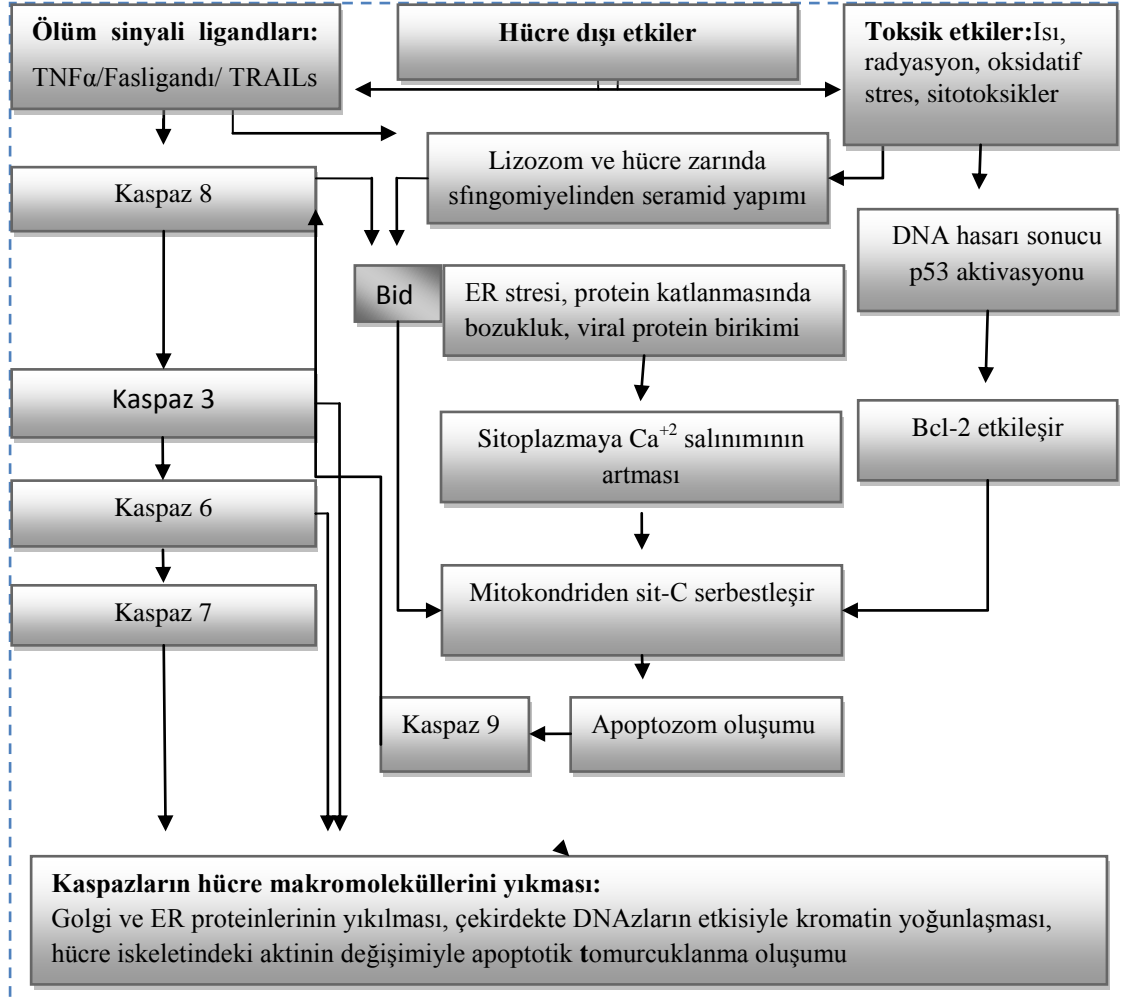 Ölüm sinyali ligandları:
TNFα/Fasligandı/ TRAILs
Hücre dışı etkiler
Toksik etkiler:Isı,
radyasyon, oksidatif
stres, sitotoksikler
Lizozom ve hücre zarında
sfingomiyelinden seramid yapımı
Kaspaz 8
DNA hasarı sonucu
p53 aktivasyonu
Bid
ER stresi, protein katlanmasında
bozukluk, viral protein birikimi
Kaspaz 3
Sitoplazmaya Ca⁺² salınımının
artması
Bcl-2 etkileşir
Kaspaz 6
Mitokondriden sit-C serbestleşir
Kaspaz 7
Kaspaz 9
Apoptozom oluşumu
Kaspazların hücre makromoleküllerini yıkması:
Golgi ve ER proteinlerinin yıkılması, çekirdekte DNAzların etkisiyle kromatin yoğunlaşması,
hücre iskeletindeki aktinin değişimiyle apoptotik tomurcuklanma oluşumu